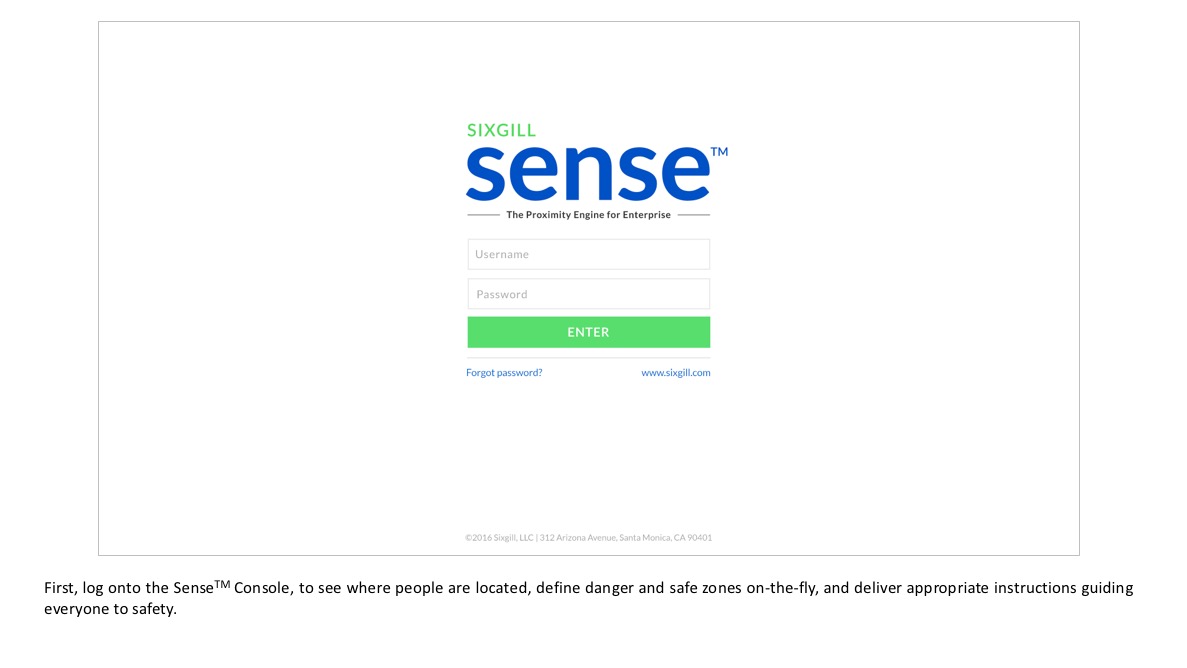 SIXGILL
sense™
The Proximity Engine for Enterprise
Username
Password
ENTER
Forgot password? www.sixgill.com
©2016 Sixgill, LLC | 312 Arizona Avenue, Santa Monica, CA 90401
First, log onto the Sense™ Console, to see where people are located, define danger and safe zones on-the-fly, and deliver appropriate instructions guiding
everyone to safety.